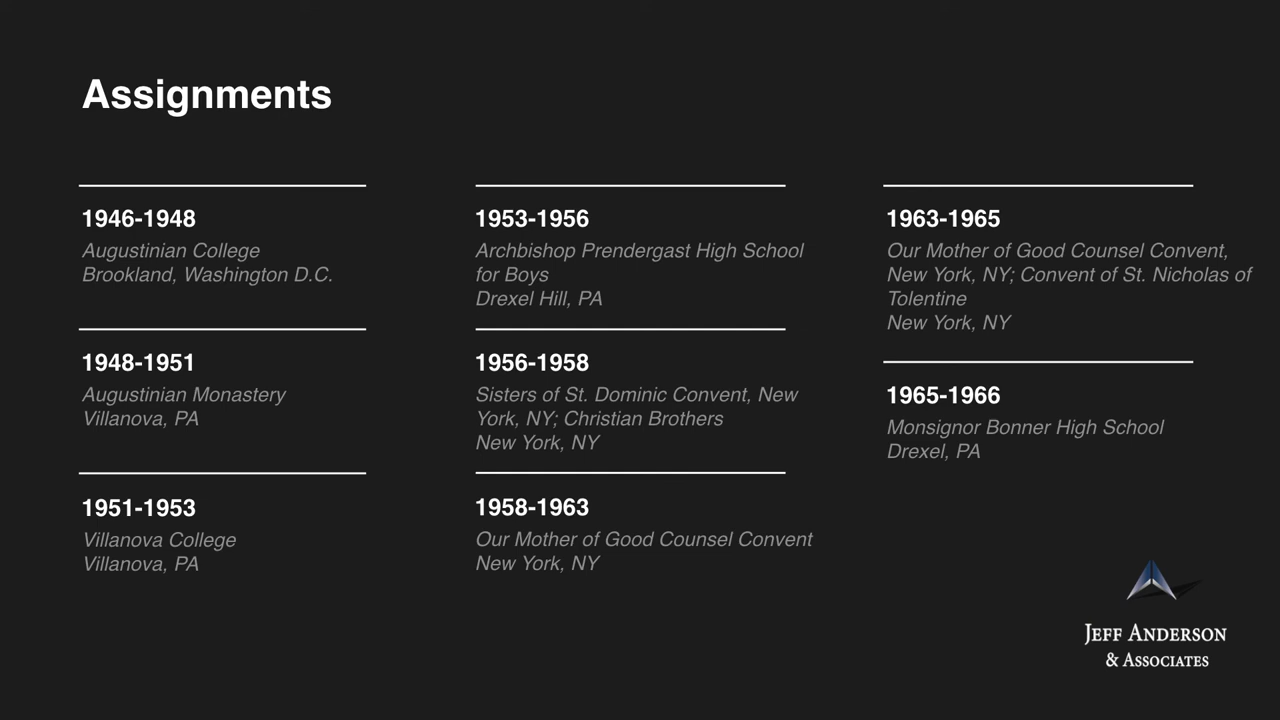 Assignments
1946-1948
Augustinian College
Brookland, Washington D.C.
1948-1951
Augustinian Monastery
Villanova, PA
1951-1953
Villanova College
Villanova, PA
1953-1956
Archbishop Prendergast High School
for Boys
Drexel Hill, PA
1956-1958
Sisters of St. Dominic Convent, New
York, NY; Christian Brothers
New York, NY
1958-1963
Our Mother of Good Counsel Convent
New York, NY
1963-1965
Our Mother of Good Counsel Convent,
New York, NY; Convent of St. Nicholas of
Tolentine
New York, NY
1965-1966
Monsignor Bonner High School
Drexel, PA
JEFF ANDERSON
& ASSOCIATES